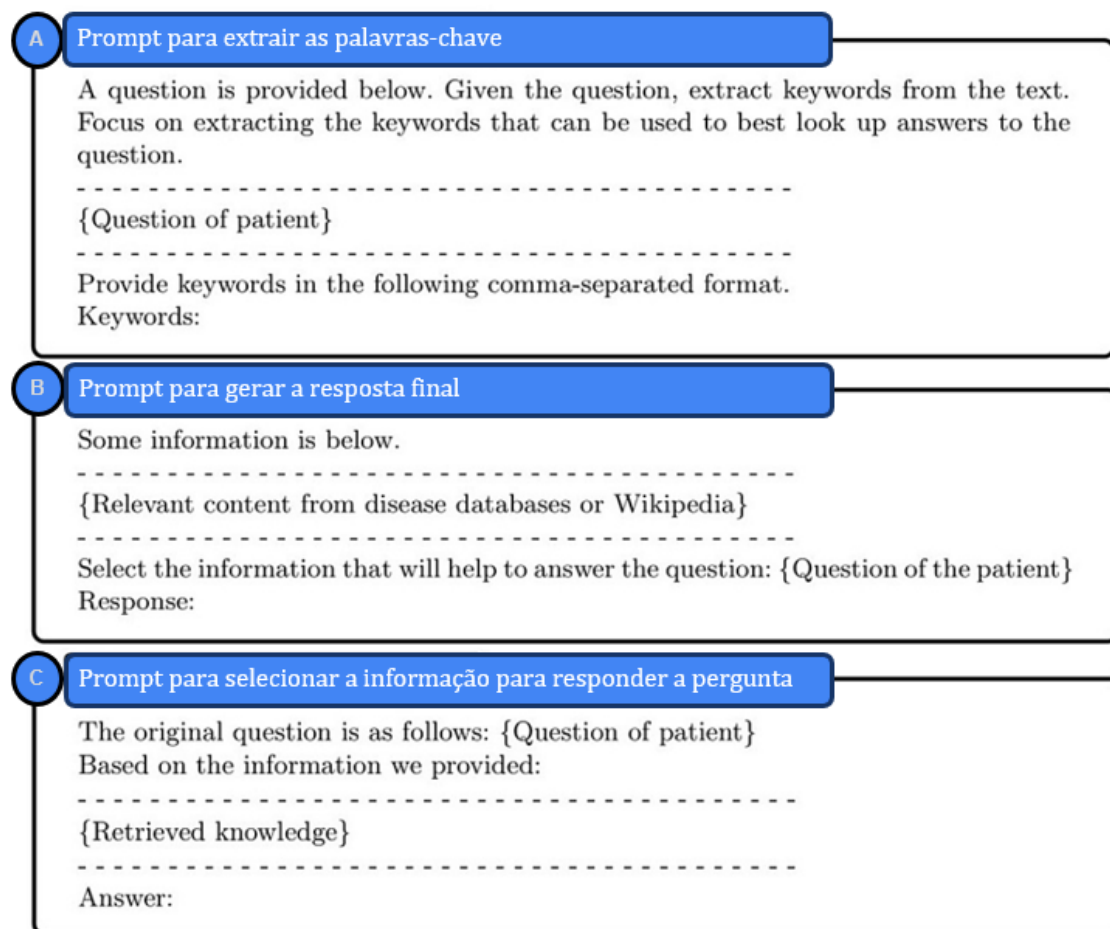 A Prompt para extrair as palavras-chave
A question is provided below. Given the question, extract keywords from the text.
Focus on extracting the keywords that can be used to best look up answers to the
question.
- - - - - - - - - - - - - - - - - - - - - - - - - - - - - - - - - - - - - - - - -
{Question of patient}
- - - - - - - - - - - - - - - - - - - - - - - - - - - - - - - - - - - - - - - - -
Provide keywords in the following comma-separated format.
Keywords:
B Prompt para gerar a resposta final
Some information is below.
- - - - - - - - - - - - - - - - - - - - - - - - - - - - - - - - - - - - - - - - -
{Relevant content from disease databases or Wikipedia}
- - - - - - - - - - - - - - - - - - - - - - - - - - - - - - - - - - - - - - - - -
Select the information that will help to answer the question: {Question of the patient}
Response:
C Prompt para selecionar a informação para responder a pergunta
The original question is as follows: {Question of patient}
Based on the information we provided:
- - - - - - - - - - - - - - - - - - - - - - - - - - - - - - - - - - - - - - - - -
{Retrieved knowledge}
- - - - - - - - - - - - - - - - - - - - - - - - - - - - - - - - - - - - - - - - -
Answer: